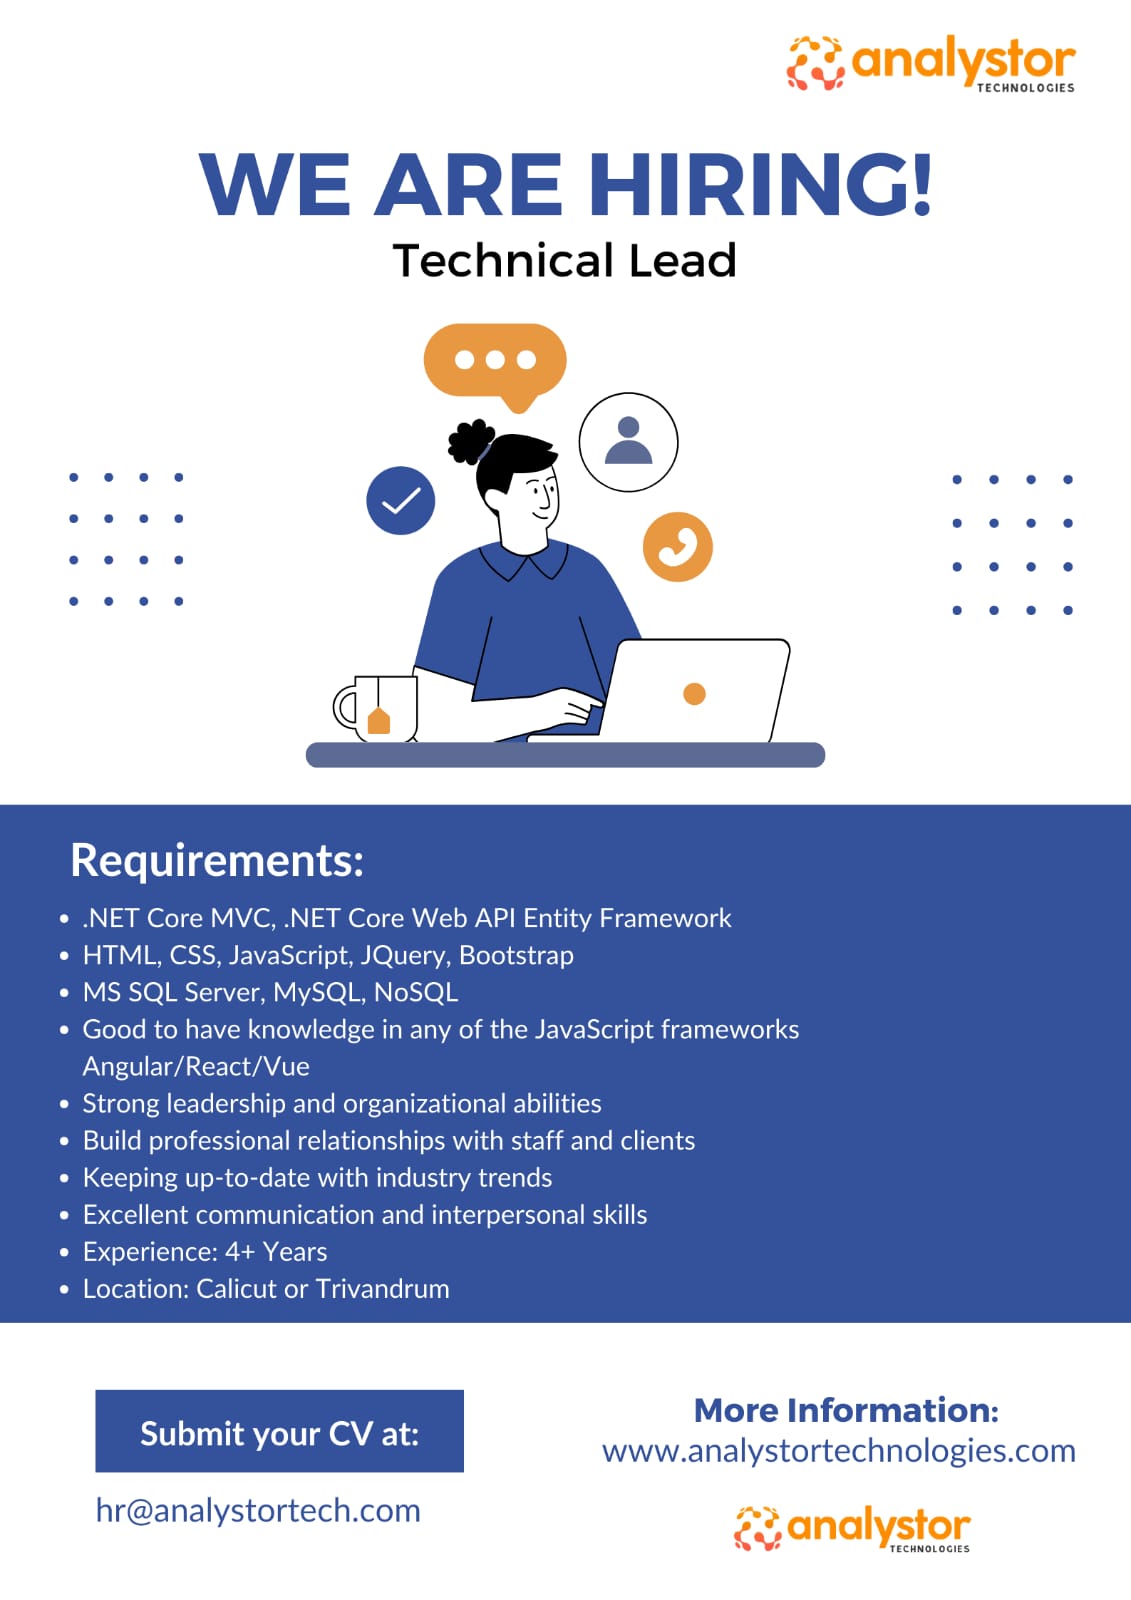 analystor
TECHNOLOGIES
WE ARE HIRING!
Technical Lead
Requirements:
• .NET Core MVC, .NET Core Web API Entity Framework
• HTML, CSS, JavaScript, JQuery, Bootstrap
• MS SQL Server, MySQL, NoSQL
• Good to have knowledge in any of the JavaScript frameworks
Angular/React/Vue
• Strong leadership and organizational abilities
• Build professional relationships with staff and clients
• Keeping up-to-date with industry trends
• Excellent communication and interpersonal skills
• Experience: 4+ Years
• Location: Calicut or Trivandrum
Submit your CV at:
hr@analystortech.com
More Information:
www.analystortechnologies.com
analystor
TECHNOLOGIES